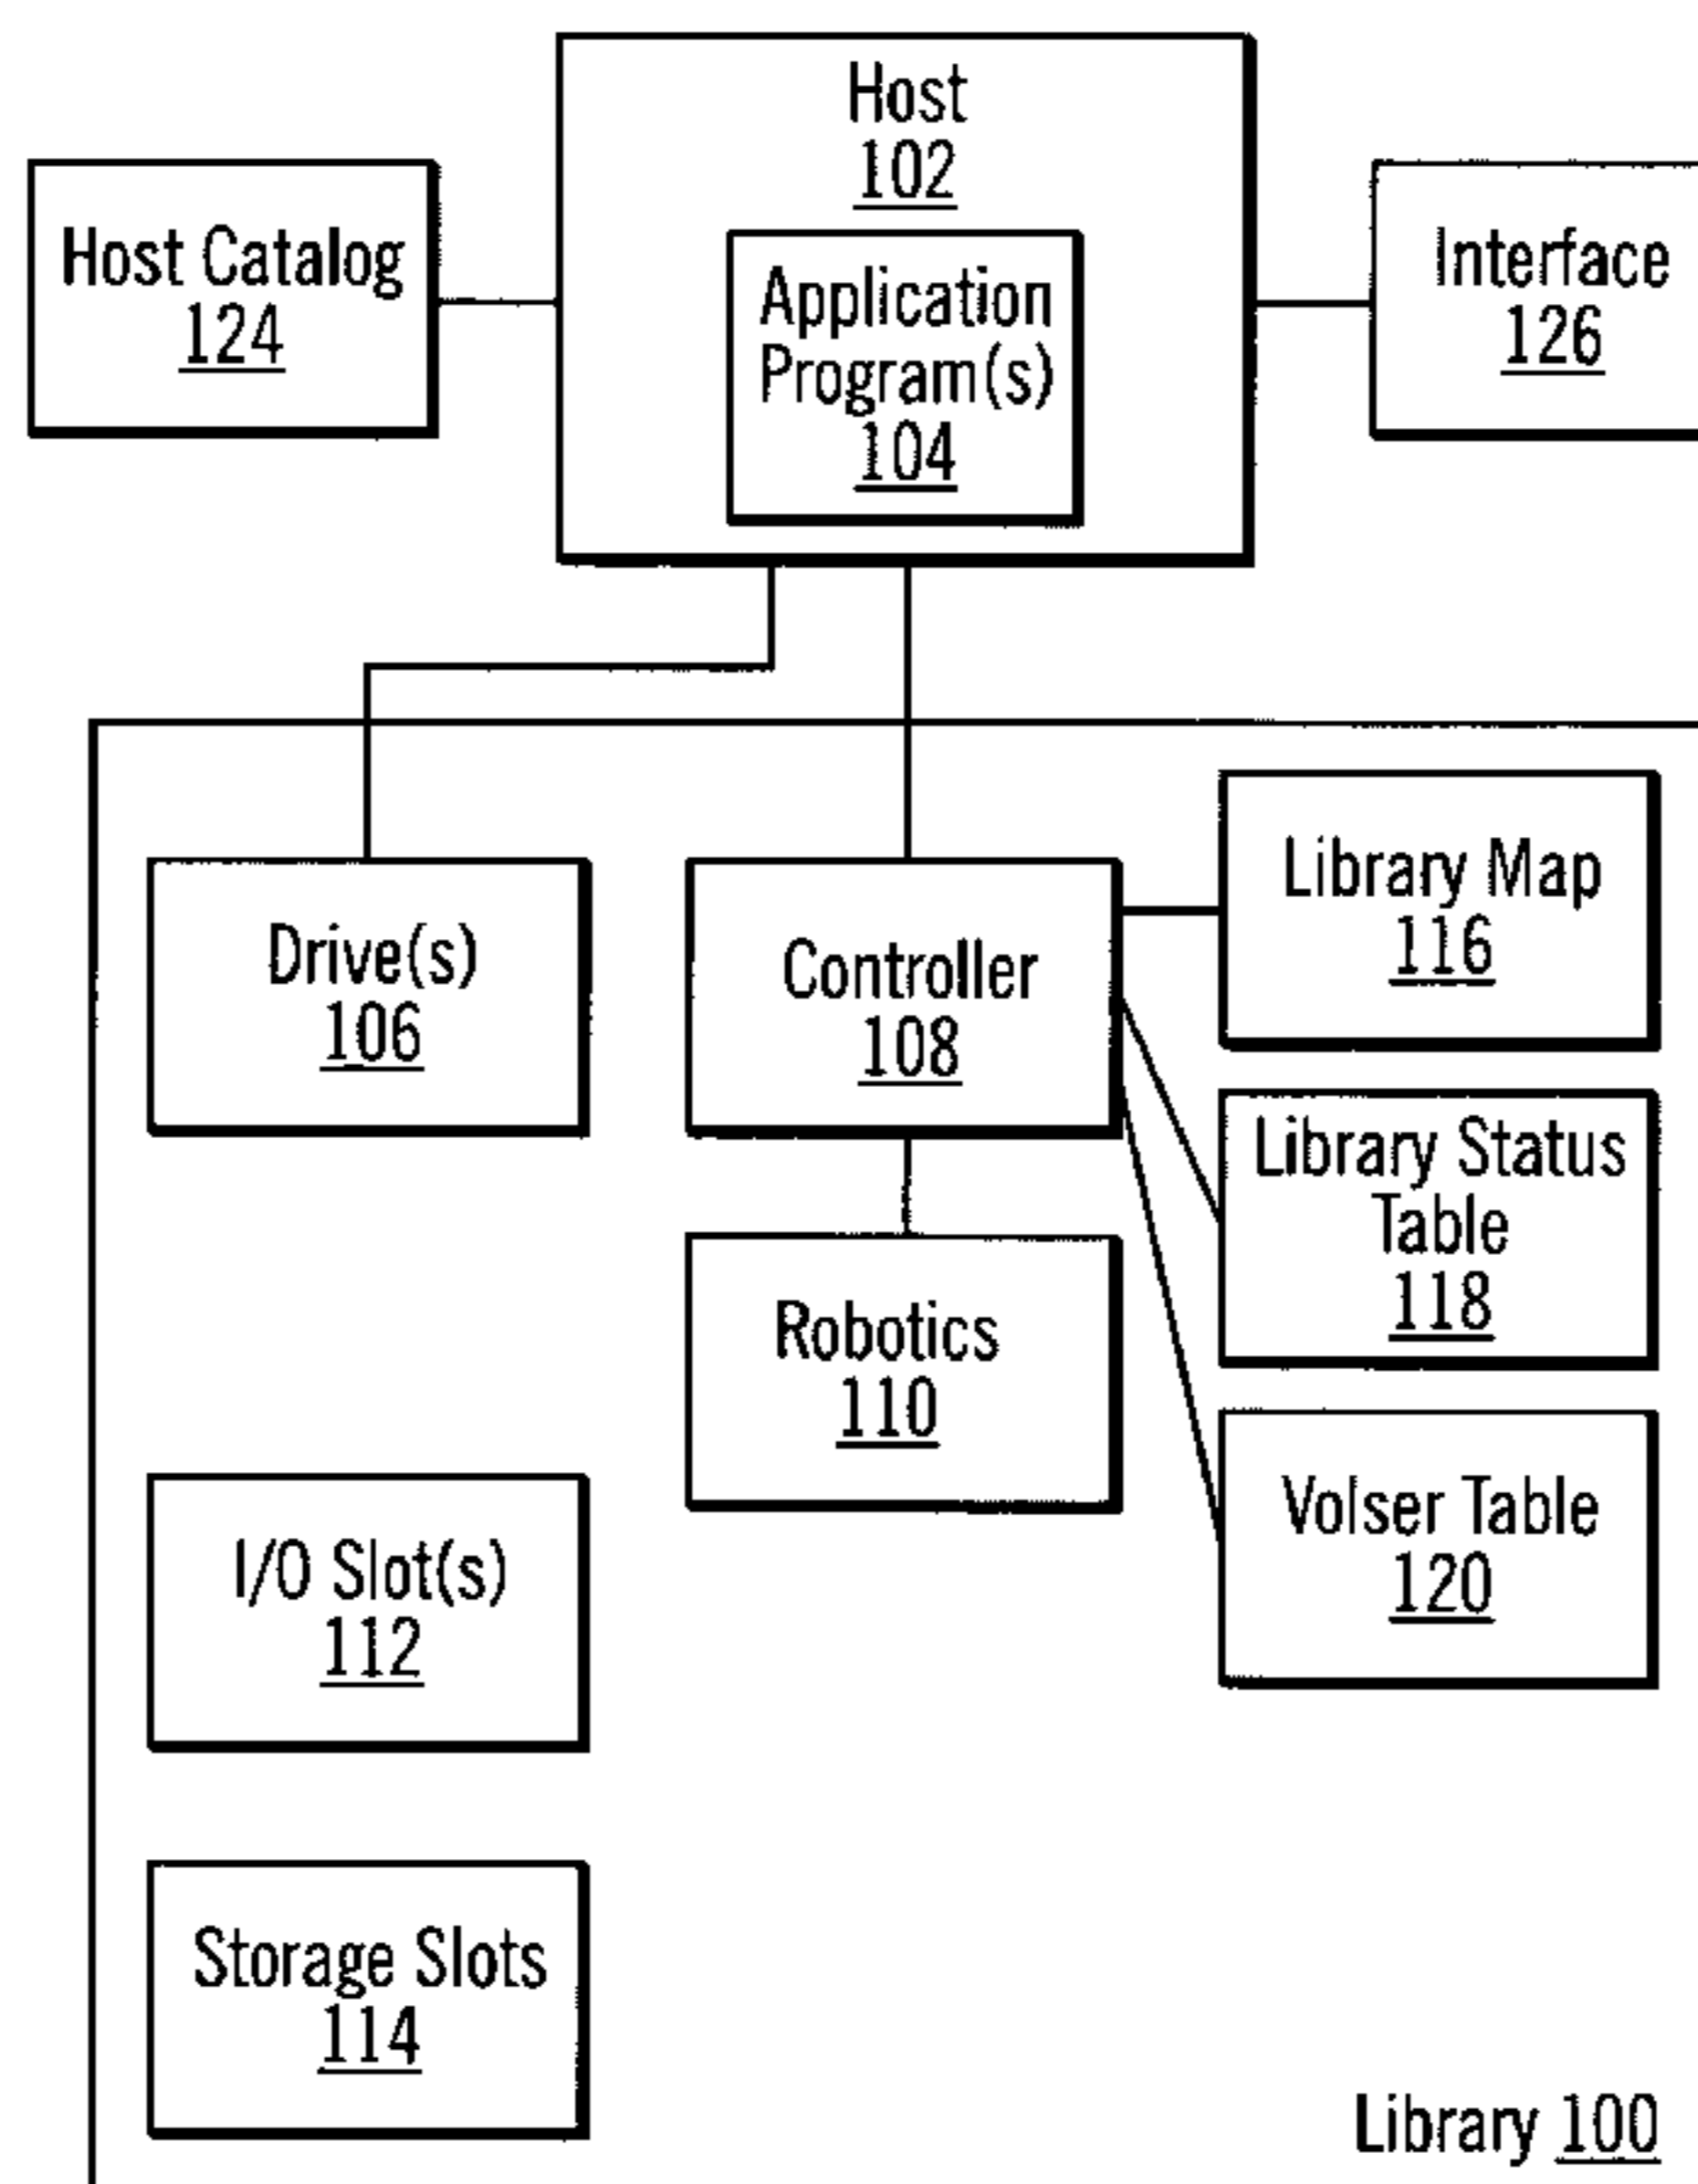 Host
102
Host Catalog
124
Application
Program(s)
104
Interface
126
Drive(s)
106
Controller
108
Library Map
116
Library Status
Table
118
Robotics
110
Volser Table
120
I/O Slot(s)
112
Storage Slots
114
Library 100